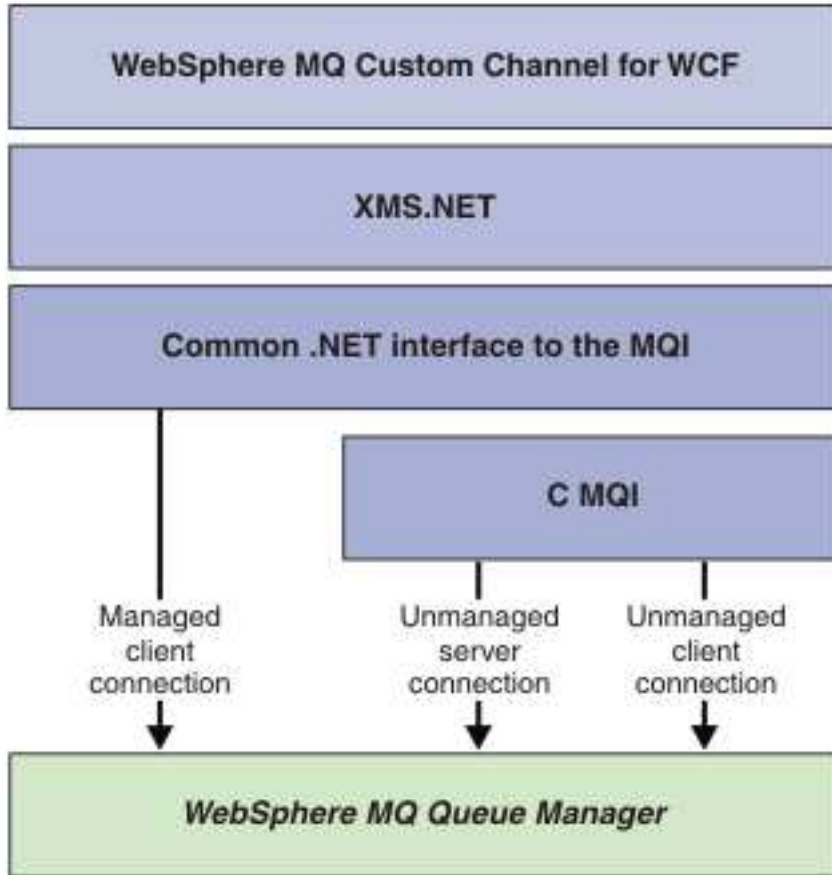 WebSphere MQ Custom Channel for WCF
XMS.NET
Common .NET interface to the MQI
C MQI
Managed
client
connection
Unmanaged
server
connection
Unmanaged
client
connection
WebSphere MQ Queue Manager